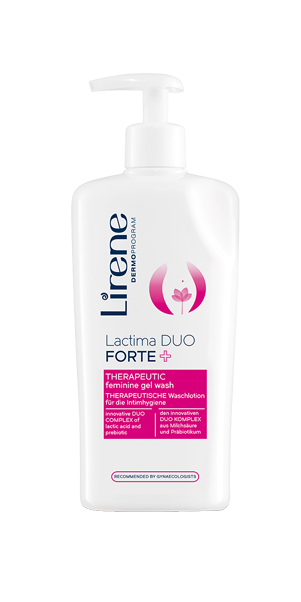 Lirene
DERMOPROGRAM
Lactima DUO
FORTE+
THERAPEUTIC
feminine gel wash
THERAPEUTISCHE Waschlotion
für die Intimhygiene
innovative DUO
COMPLEX of
lactic acid and
prebiotic
den innovativen
DUO KOMPLEX
aus Milchsäure
und Präbiotikum
RECOMMENDED BY GYNAECOLOGISTS